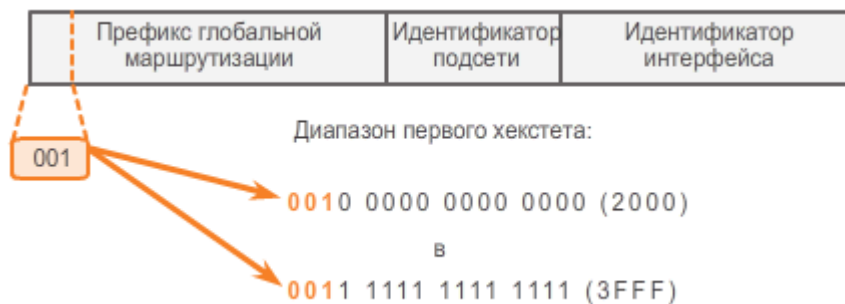 Префикс глобальной маршрутизации
Идентификатор подсети
Идентификатор интерфейса
001
Диапазон первого хекстета:
0010 0000 0000 0000 (2000)
в
0011 1111 1111 1111 (3FFF)